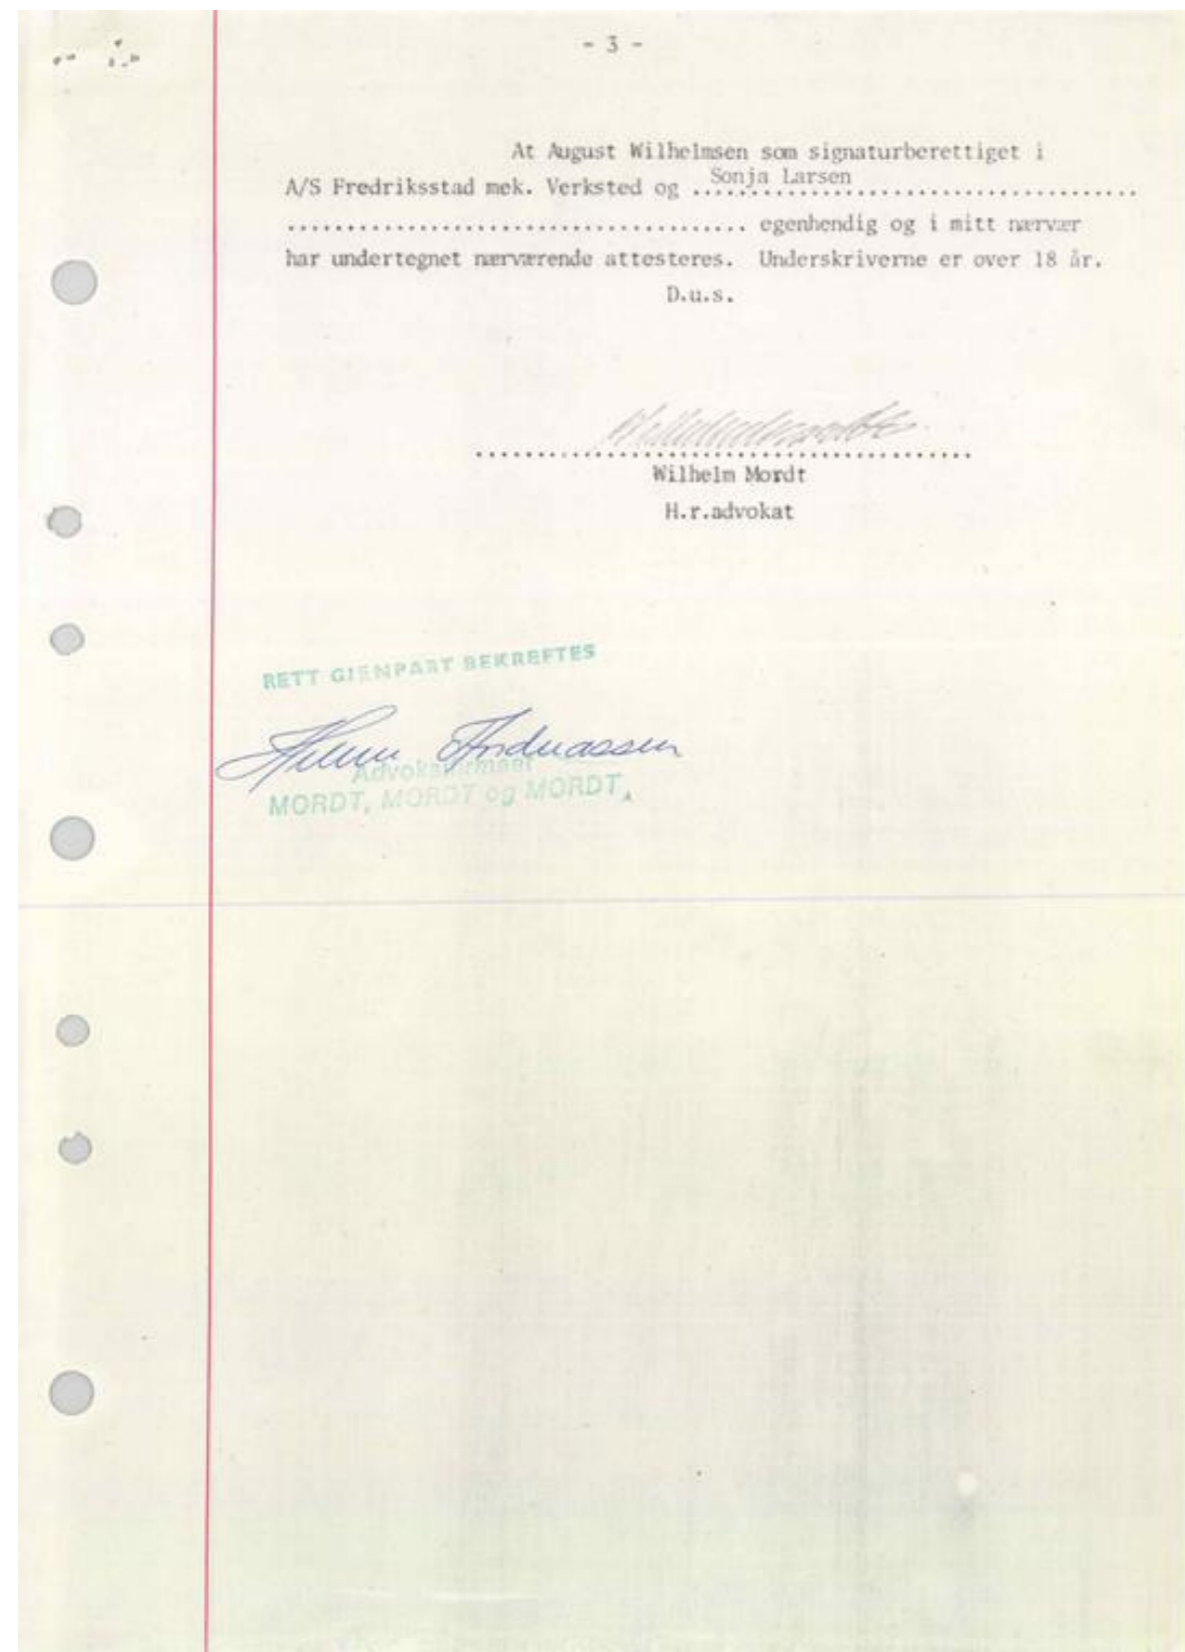 - 3 -
At August Wilhelmsen som signaturberettiget i
A/S Fredriksstad mek. Verksted og ..Sonja Larsen......................................
....................................... egenhendig og i mitt nærvær
har undertegnet nærværende attesteres. Underskriverne er over 18 år.
D.u.s.
Wilhelm Mordt
H.r.advokat
RETT GJENPART BEKREFTES
Andreassen
Advokatfirmaet
MORDT, MORDT og MORDT